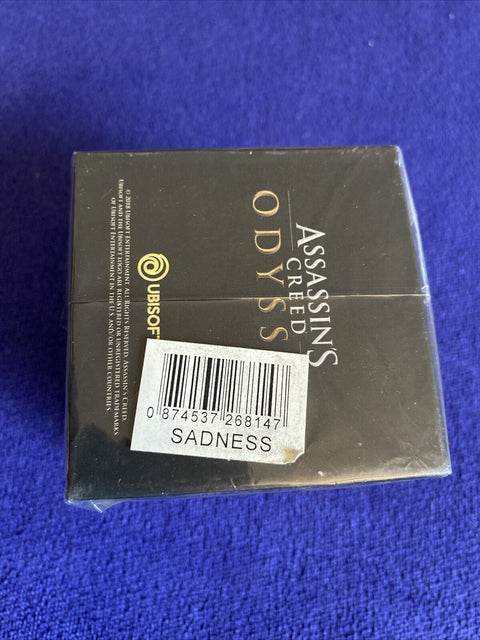 ASSASSIN'S
CREED
ODYSS
UBISOFT
© 2018 Ubisoft Entertainment. All Rights Reserved. Assassin's Creed,
Ubisoft and the Ubisoft logo are registered or unregistered trademarks
of Ubisoft Entertainment in the U.S. and/or other countries.
0 874537 268147
SADNESS